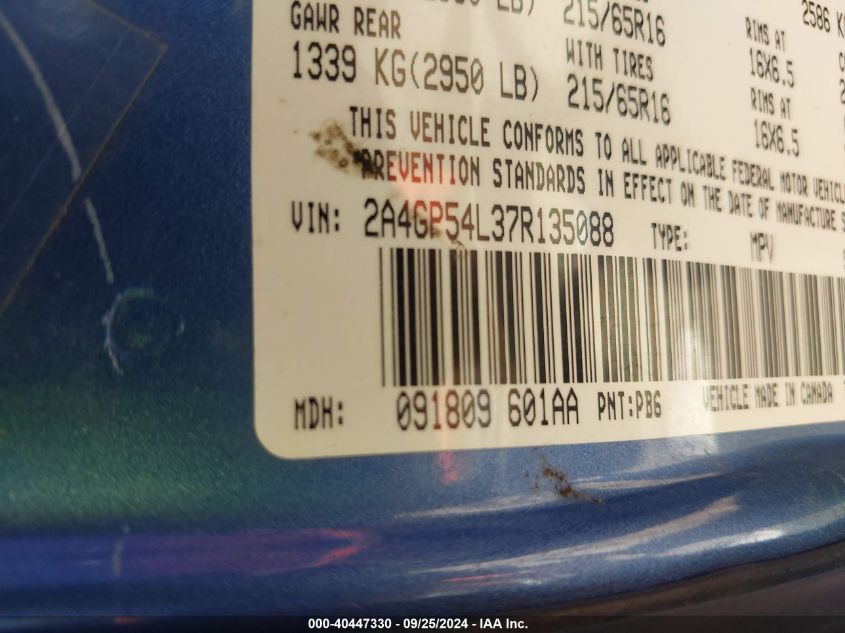 LB) 215/65R16 2586 K
GAWR REAR WITH TIRES RIMS AT
1339 KG(2950 LB) 215/65R16 16X6.5
RIMS AT
16X6.5
THIS VEHICLE CONFORMS TO ALL APPLICABLE FEDERAL MOTOR VEHICL
PREVENTION STANDARDS IN EFFECT ON THE DATE OF MANUFACTURE S
VIN: 2A4GP54L37R135088 TYPE: MPV
MDH: 091809 601AA PNT:PB6 VEHICLE MADE IN CANADA
000-40447330 - 09/25/2024 - IAA Inc.